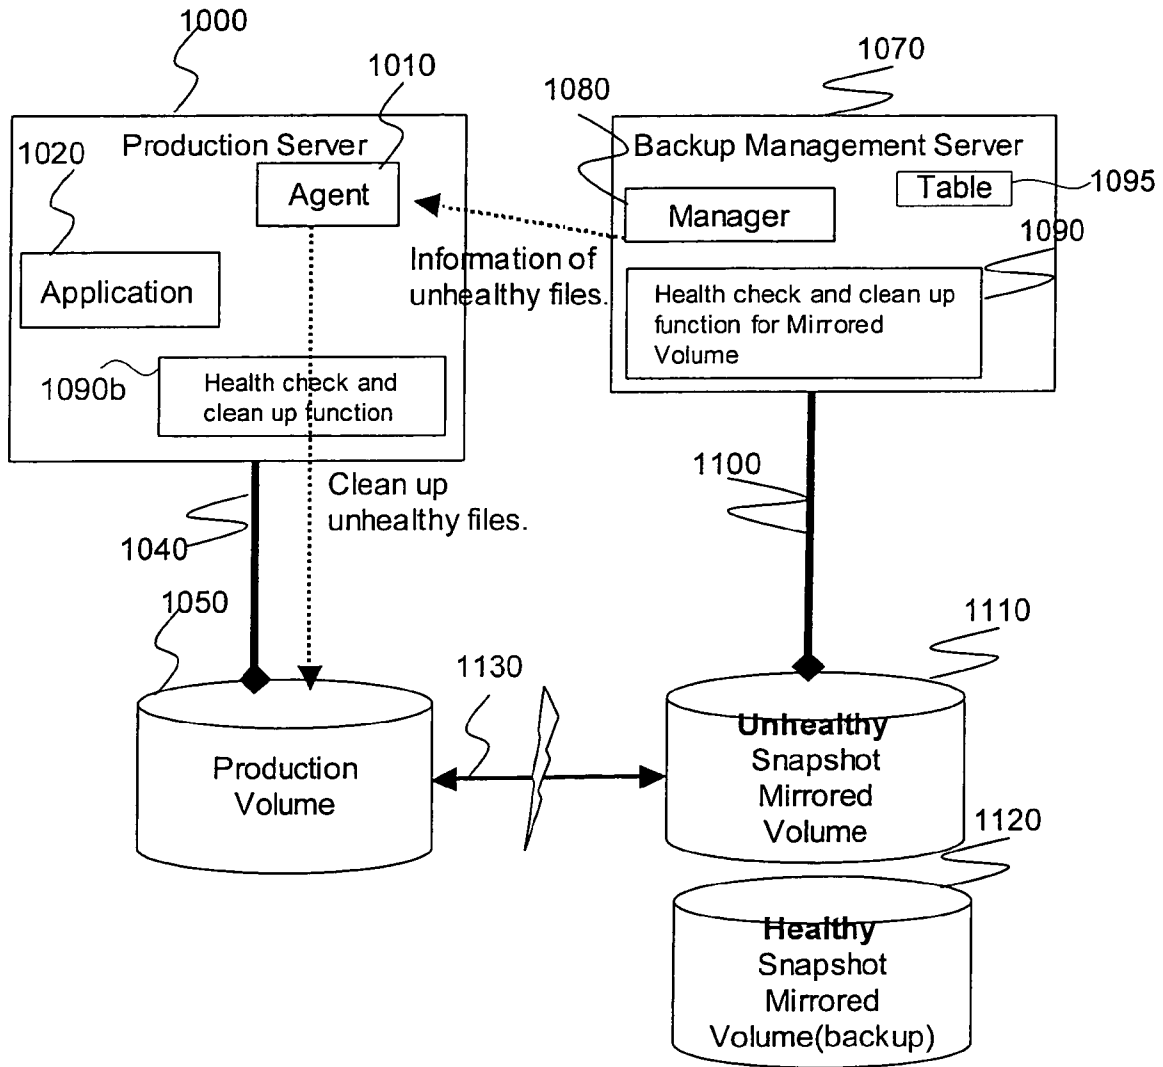 1000
1010
1070
1080
Production Server
1020
Agent
Backup Management Server
Table
1095
Manager
1090
Information of
unhealthy files.
Application
Health check and clean up
function for Mirrored
Volume
1090b
Health check and
clean up function
Clean up
unhealthy files.
1100
1040
1050
1110
1130
Production
Volume
Unhealthy
Snapshot
Mirrored
Volume
1120
Healthy
Snapshot
Mirrored
Volume(backup)